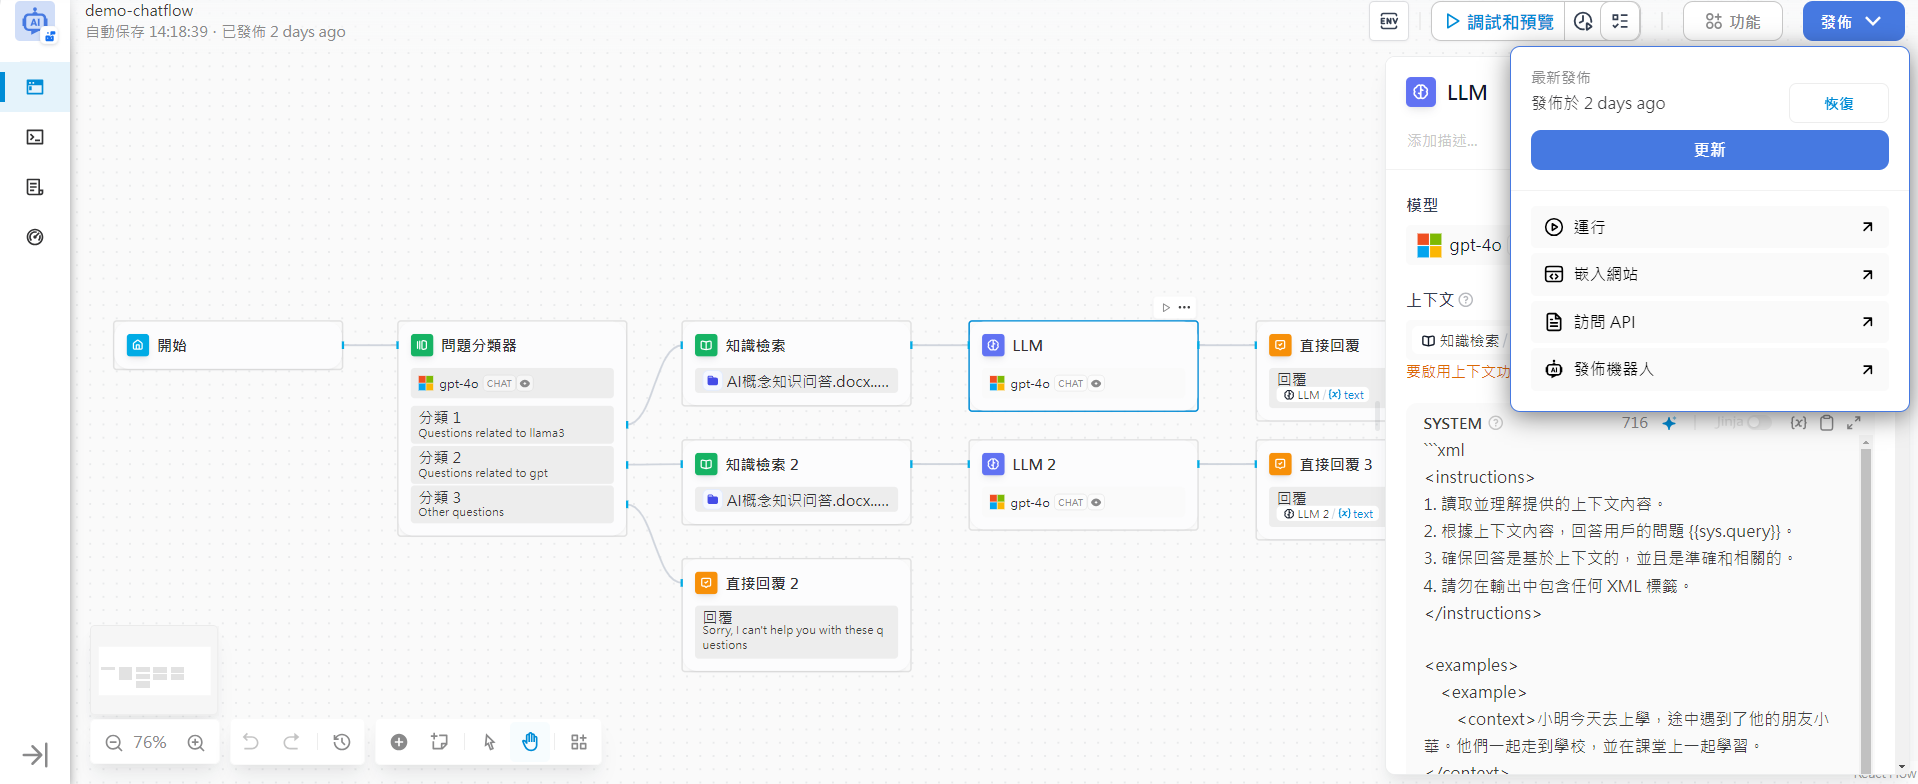 demo-chatflow
自動保存 14:18:39 · 已發佈 2 days ago
ENV
調試和預覽
功能
發佈
最新發佈
發佈於 2 days ago
恢復
更新
運行
嵌入網站
訪問 API
發佈機器人
LLM
添加描述...
模型
gpt-4o
上下文
知識檢索 /
要啟用上下文功
SYSTEM
716
Jinja
{x}
```xml
<instructions>
1. 讀取並理解提供的上下文內容。
2. 根據上下文內容，回答用戶的問題 {{sys.query}}。
3. 確保回答是基於上下文的，並且是準確和相關的。
4. 請勿在輸出中包含任何 XML 標籤。
</instructions>
<examples>
<example>
<context>小明今天去上學，途中遇到了他的朋友小
華。他們一起走到學校，並在課堂上一起學習。
</context>
React Flow
開始
問題分類器
gpt-4o CHAT
分類 1
Questions related to llama3
分類 2
Questions related to gpt
分類 3
Other questions
知識檢索
AI概念知识问答.docx.....
LLM
gpt-4o CHAT
直接回覆
回覆
LLM / {x} text
知識檢索 2
AI概念知识问答.docx.....
LLM 2
gpt-4o CHAT
直接回覆 3
回覆
LLM 2 / {x} text
直接回覆 2
回覆
Sorry, I can't help you with these q
uestions
76%